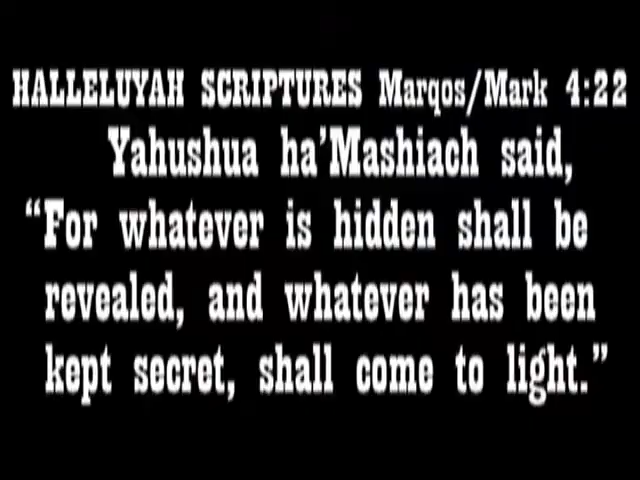 HALLELUYAH SCRIPTURES Marqos/Mark 4:22
Yahushua ha’Mashiach said,
“For whatever is hidden shall be
revealed, and whatever has been
kept secret, shall come to light.”